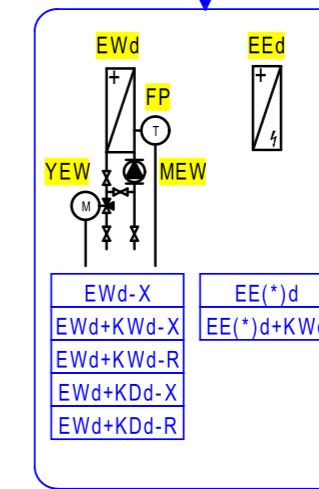 EWd EEd
FP
T
YEW MEW
M
EWd-X EE(*)d
EWd+KWd-X EE(*)d+KWd
EWd+KWd-R
EWd+KDd-X
EWd+KDd-R